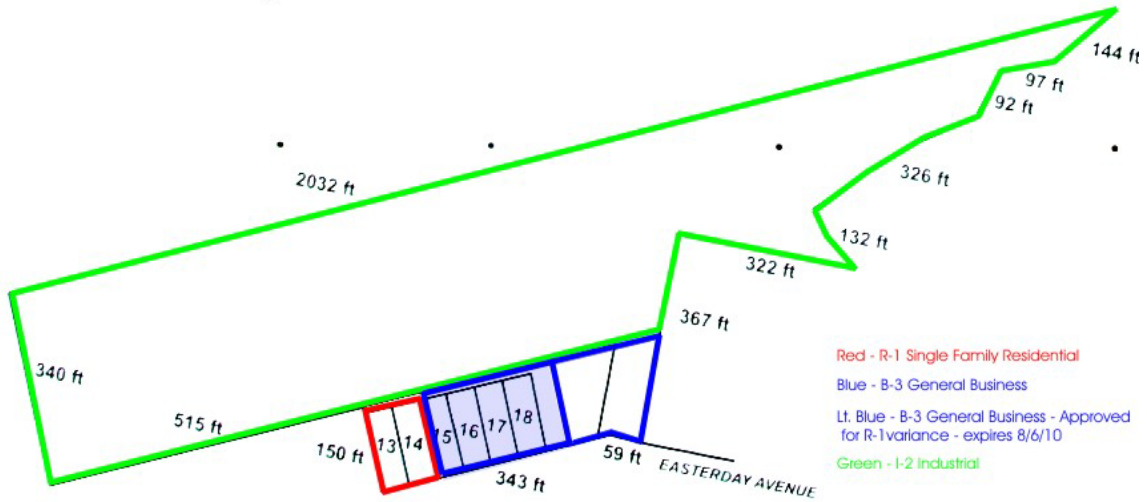 144 ft
97 ft
92 ft
2032 ft
326 ft
132 ft
322 ft
367 ft
340 ft
515 ft
150 ft
13
14
15
16
17
18
343 ft
59 ft
EASTERDAY AVENUE
Red - R-1 Single Family Residential
Blue - B-3 General Business
Lt. Blue - B-3 General Business - Approved
for R-1variance - expires 8/6/10
Green - I-2 Industrial